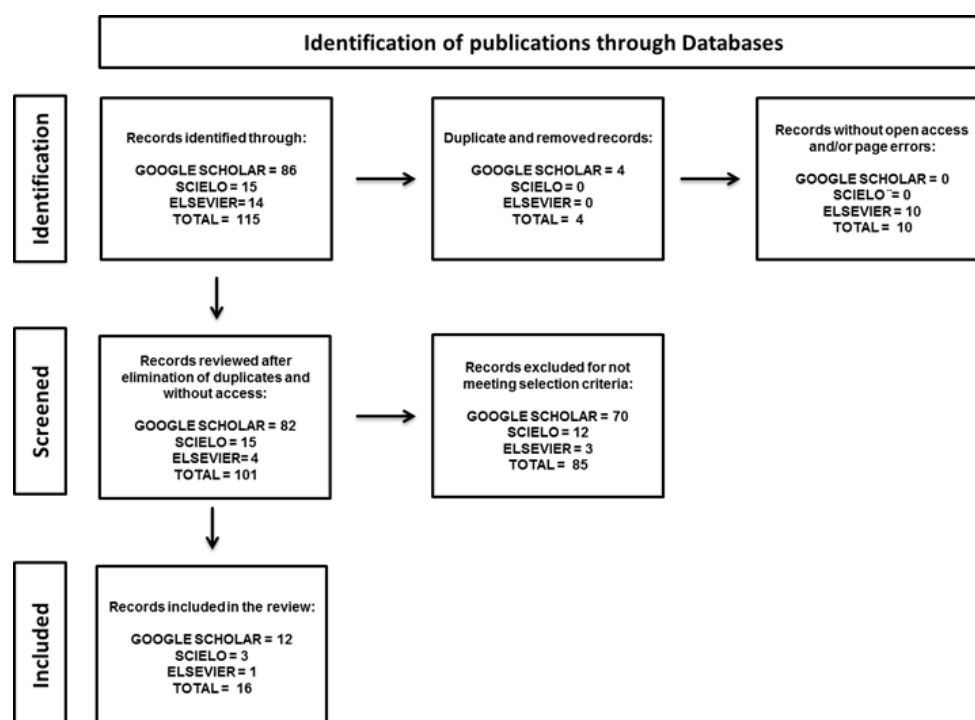 Identification of publications through Databases
Identification
Records identified through:
GOOGLE SCHOLAR = 86
SCIELO = 15
ELSEVIER= 14
TOTAL = 115
Duplicate and removed records:
GOOGLE SCHOLAR = 4
SCIELO= 0
ELSEVIER= 0
TOTAL = 4
Records without open access
and/or page errors:
GOOGLE SCHOLAR = 0
SCIELO¨= 0
ELSEVIER = 10
TOTAL = 10
Screened
Records reviewed after
elimination of duplicates and
without access:
GOOGLE SCHOLAR = 82
SCIELO = 15
ELSEVIER= 4
TOTAL = 101
Records excluded for not
meeting selection criteria:
GOOGLE SCHOLAR = 70
SCIELO = 12
ELSEVIER = 3
TOTAL = 85
Included
Records included in the review:
GOOGLE SCHOLAR = 12
SCIELO = 3
ELSEVIER = 1
TOTAL = 16